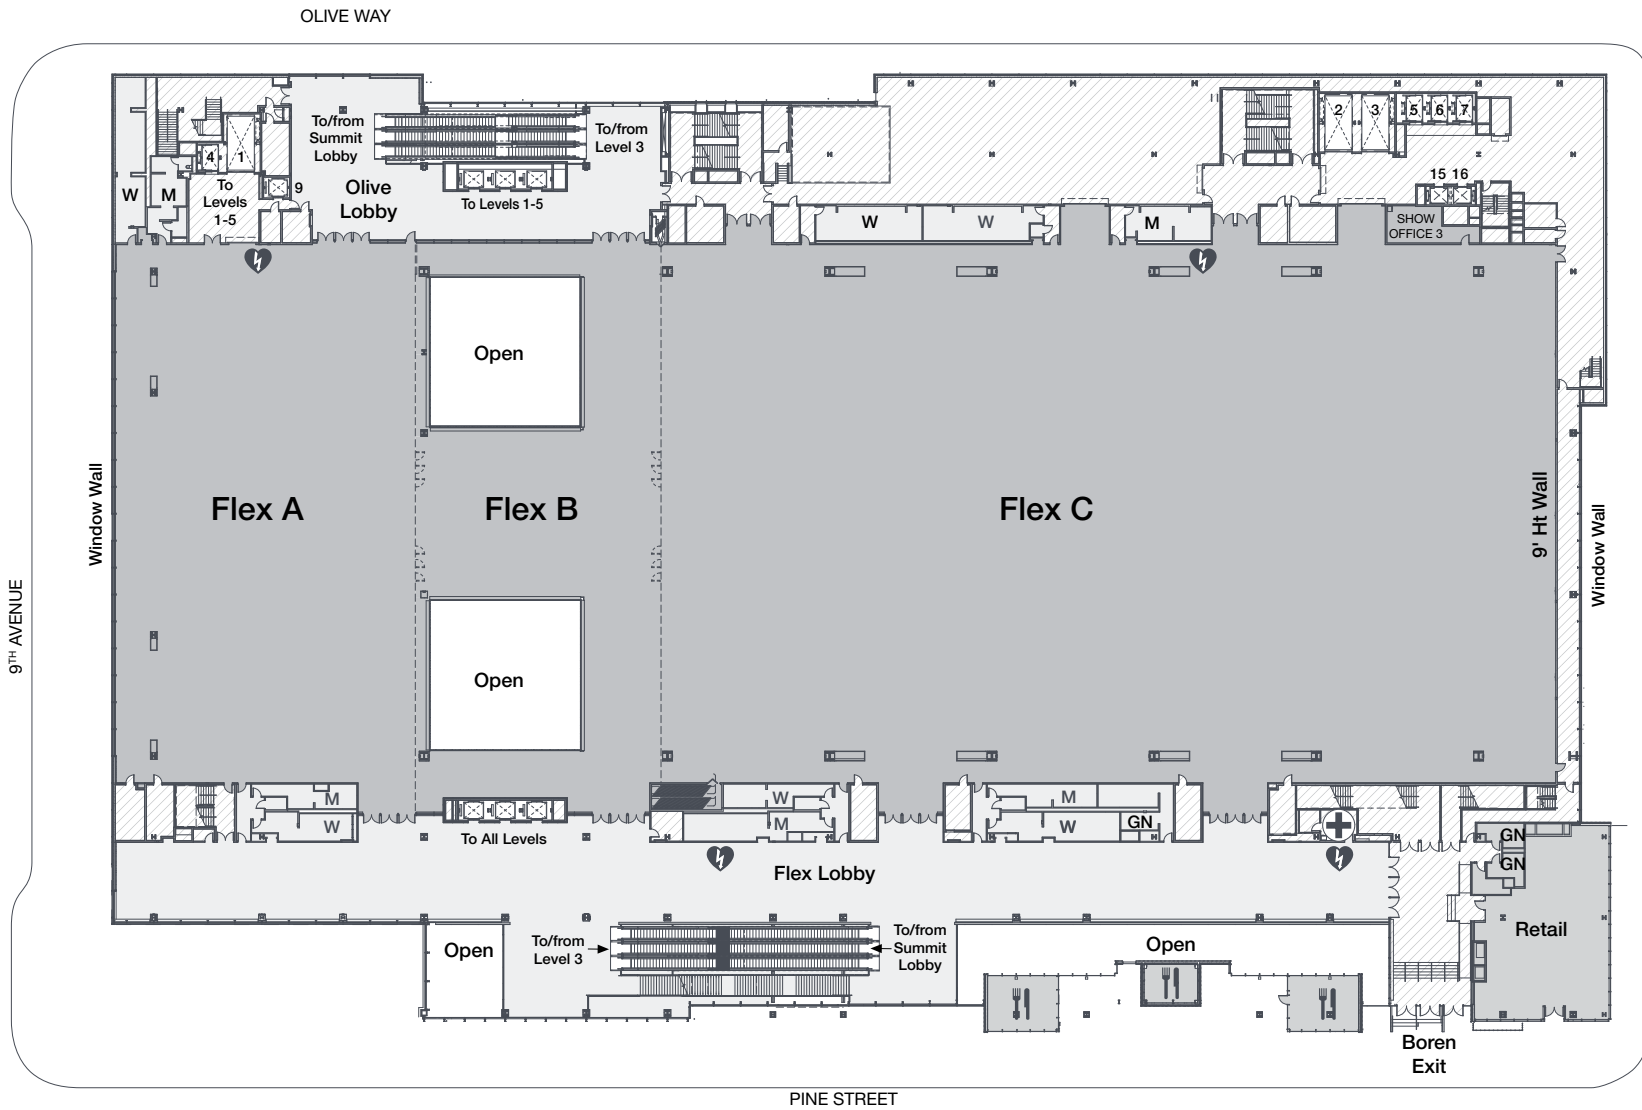 OLIVE WAY
To/from
Summit
Lobby
To/from
Level 3
Olive
Lobby
To Levels 1-5
4
1
9
W
M
To
Levels
1-5
2
3
5
6
7
15
16
SHOW
OFFICE 3
W
W
M
Open
Flex A
Flex B
Flex C
Window Wall
9' Ht Wall
Window Wall
9TH AVENUE
Open
M
W
To All Levels
W
M
M
W
GN
GN
GN
Flex Lobby
Open
To/from
Level 3
To/from
Summit
Lobby
Open
Retail
Boren
Exit
PINE STREET